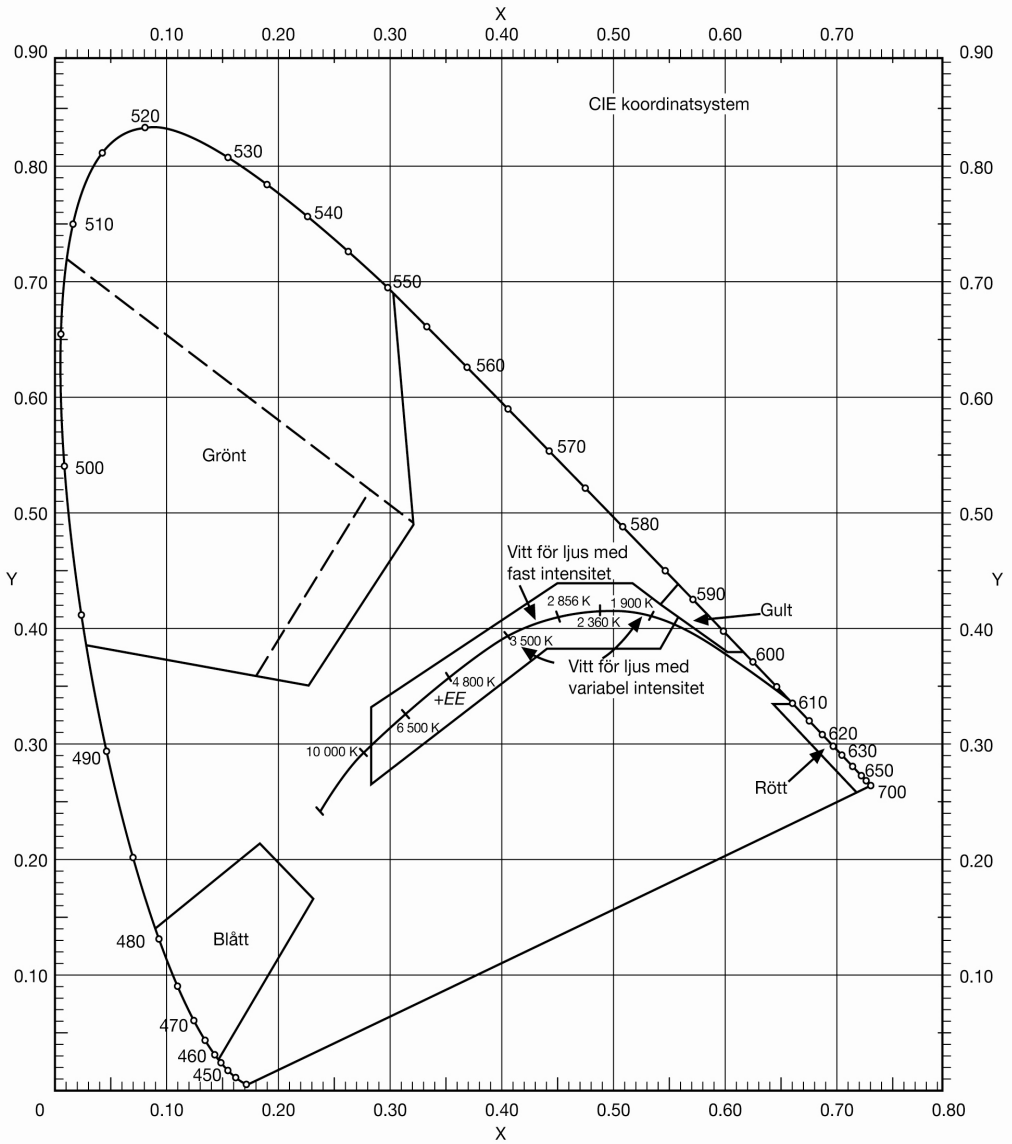 X
0.10 0.20 0.30 0.40 0.50 0.60 0.70
0.90 0.90
CIE koordinatsystem
520
530
0.80 0.80
540
510
550
0.70 0.70
560
0.60 0.60
570
Grönt
500
580
0.50 0.50
Vitt för ljus med
fast intensitet
Y Y
590
2 856 K 1 900 K
Gult
2 360 K
0.40 0.40
3 500 K
600
Vitt för ljus med
variabel intensitet
4 800 K
+EE
610
6 500 K
620
10 000 K
630
0.30 0.30
490
650
Rött
700
0.20 0.20
480
Blått
0.10 0.10
470
460
450
0 0.10 0.20 0.30 0.40 0.50 0.60 0.70 0.80
X